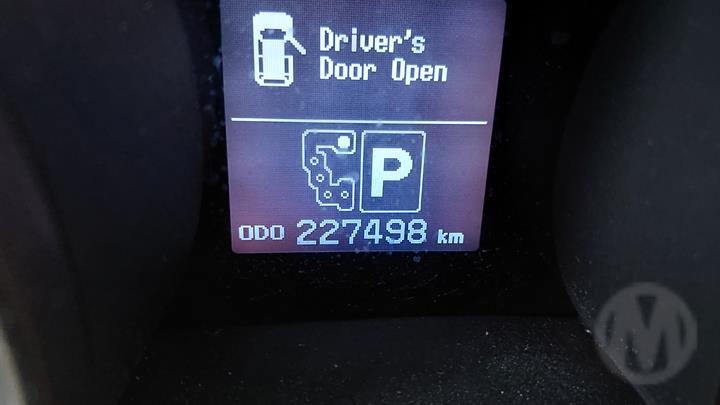 Driver's
Door Open
P
ODO 227498 km
M